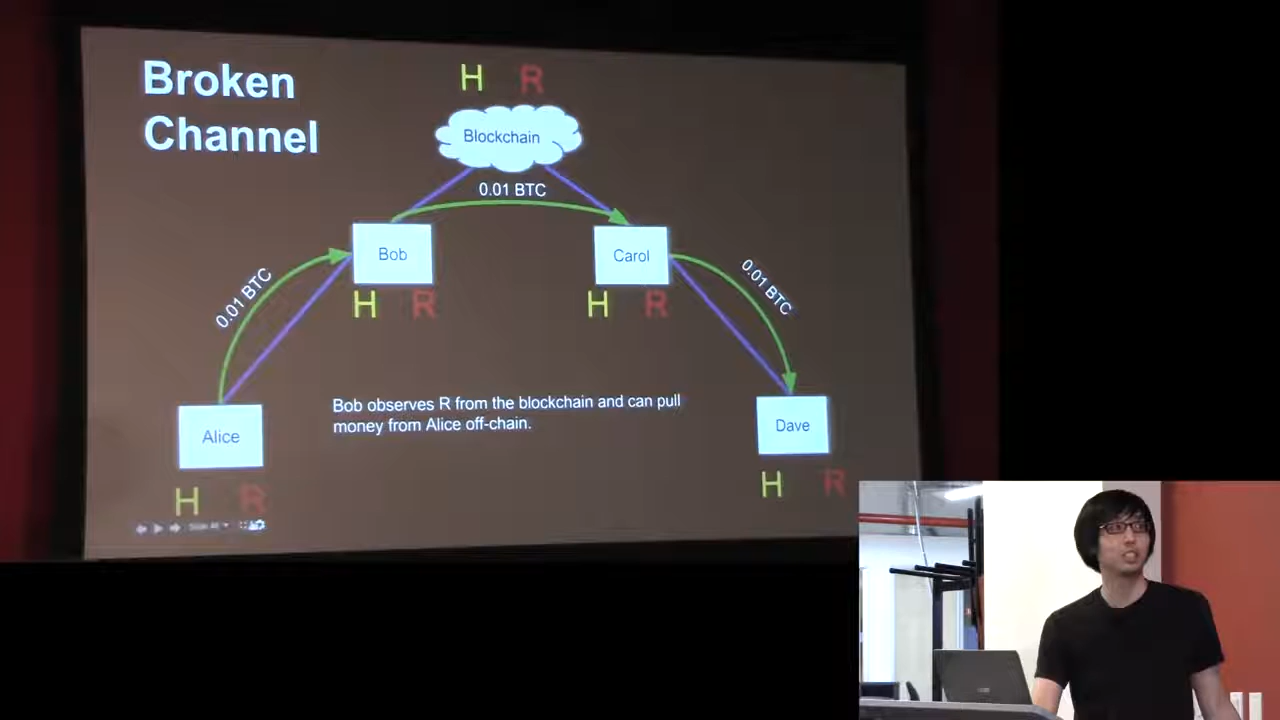 Broken
Channel
H R
Blockchain
0.01 BTC
Bob
Carol
H R
H R
0.01 BTC
0.01 BTC
Bob observes R from the blockchain and can pull
money from Alice off-chain.
Alice
Dave
H R
H R